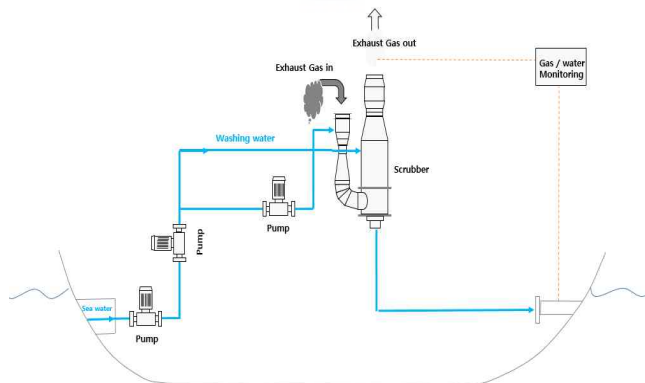 Exhaust Gas out
Exhaust Gas in
Gas / water
Monitoring
Washing water
Scrubber
Pump
Pump
Sea water
Pump